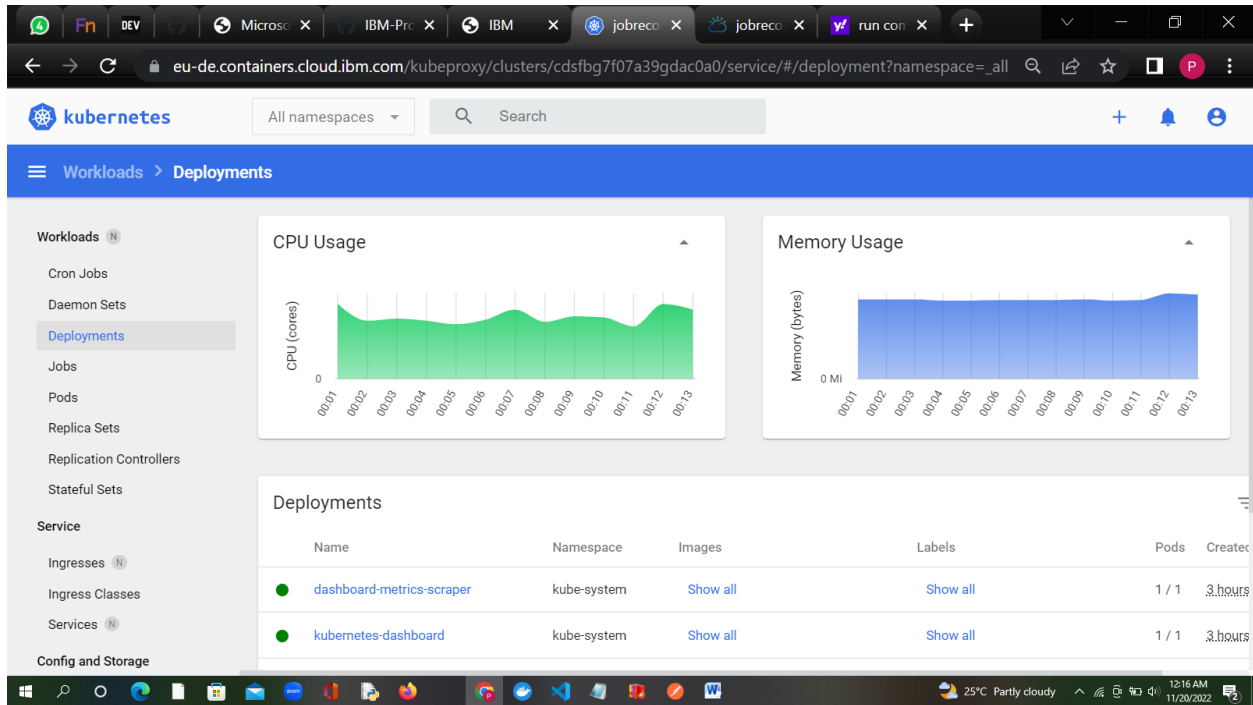 4
Fn
DEV
Microso
IBM-Pro
IBM
jobreco
jobreco
y!
run com
eu-de.containers.cloud.ibm.com/kubeproxy/clusters/cdsfbg7f07a39gdac0a0/service/#/deployment?namespace=_all
P
kubernetes
All namespaces
Search
Workloads > Deployments
Workloads N
Cron Jobs
Daemon Sets
Deployments
Jobs
Pods
Replica Sets
Replication Controllers
Stateful Sets
Service
Ingresses N
Ingress Classes
Services N
Config and Storage
CPU Usage
CPU (cores)
0
00:01 00:02 00:03 00:04 00:05 00:06 00:07 00:08 00:09 00:10 00:11 00:12 00:13
Memory Usage
Memory (bytes)
0 Mi
00:01 00:02 00:03 00:04 00:05 00:06 00:07 00:08 00:09 00:10 00:11 00:12 00:13
Deployments
Name Namespace Images Labels Pods Created
dashboard-metrics-scraper kube-system Show all Show all 1 / 1 3 hours
kubernetes-dashboard kube-system Show all Show all 1 / 1 3 hours
zoom
W
25°C Partly cloudy
12:16 AM
11/20/2022
2